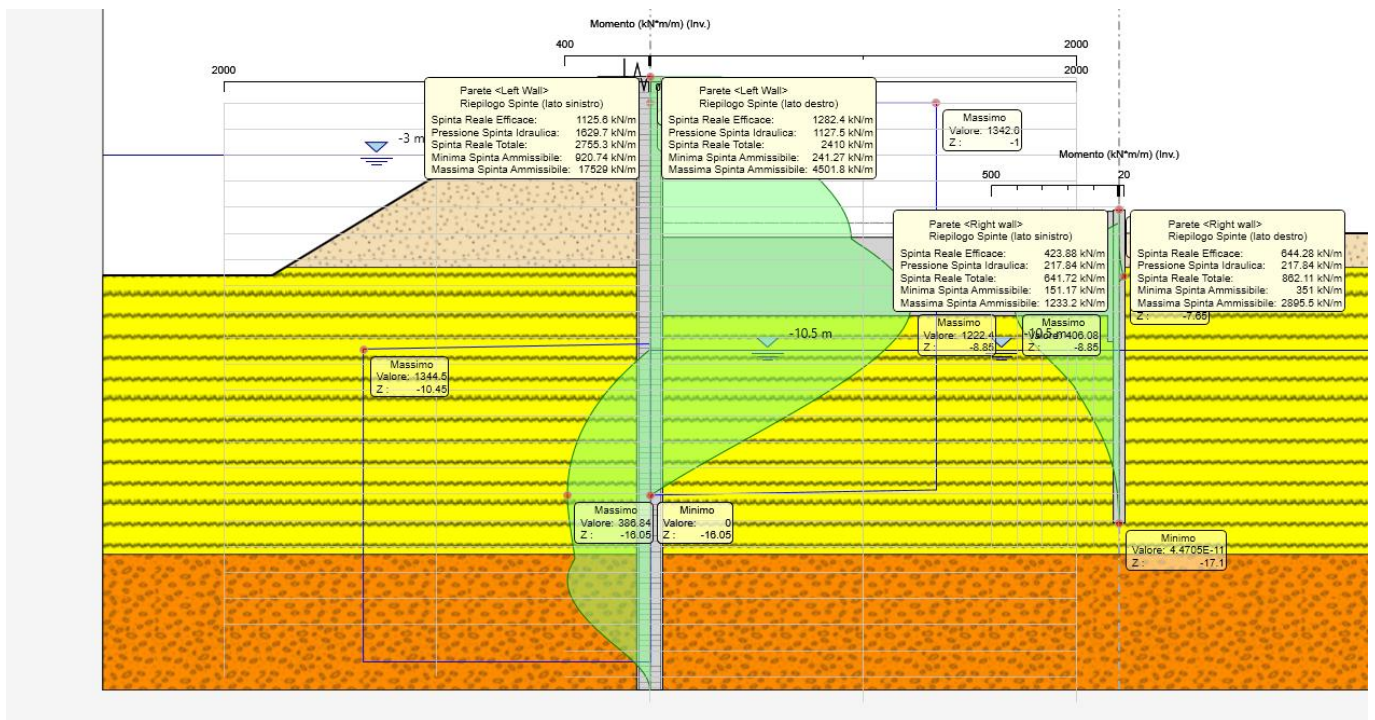 Momento (kN*m/m) (Inv.)
400
2000
2000
2000
Parete <Left Wall>
Riepilogo Spinte (lato sinistro)
Spinta Reale Efficace: 1125.6 kN/m
Pressione Spinta Idraulica: 1629.7 kN/m
Spinta Reale Totale: 2755.3 kN/m
Minima Spinta Ammissibile: 920.74 kN/m
Massima Spinta Ammissibile: 17529 kN/m
Parete <Left Wall>
Riepilogo Spinte (lato destro)
Spinta Reale Efficace: 1282.4 kN/m
Pressione Spinta Idraulica: 1127.5 kN/m
Spinta Reale Totale: 2410 kN/m
Minima Spinta Ammissibile: 241.27 kN/m
Massima Spinta Ammissibile: 4501.8 kN/m
-3 m
Massimo
Valore: 1342.6
Z : -1
Momento (kN*m/m) (Inv.)
500
20
Parete <Right wall>
Riepilogo Spinte (lato sinistro)
Spinta Reale Efficace: 423.88 kN/m
Pressione Spinta Idraulica: 217.84 kN/m
Spinta Reale Totale: 641.72 kN/m
Minima Spinta Ammissibile: 151.17 kN/m
Massima Spinta Ammissibile: 1233.2 kN/m
Parete <Right wall>
Riepilogo Spinte (lato destro)
Spinta Reale Efficace: 644.28 kN/m
Pressione Spinta Idraulica: 217.84 kN/m
Spinta Reale Totale: 862.11 kN/m
Minima Spinta Ammissibile: 351 kN/m
Massima Spinta Ammissibile: 2895.5 kN/m
Z : -7.65
Massimo
Valore: 1222.4
Z : -8.85
Massimo
Valore: 406.08
Z : -8.85
-10.5 m
-10.5 m
Massimo
Valore: 1344.5
Z : -10.45
Massimo
Valore: 386.84
Z : -16.05
Minimo
Valore: 0
Z : -16.05
Minimo
Valore: 4.4705E-11
Z : -17.1